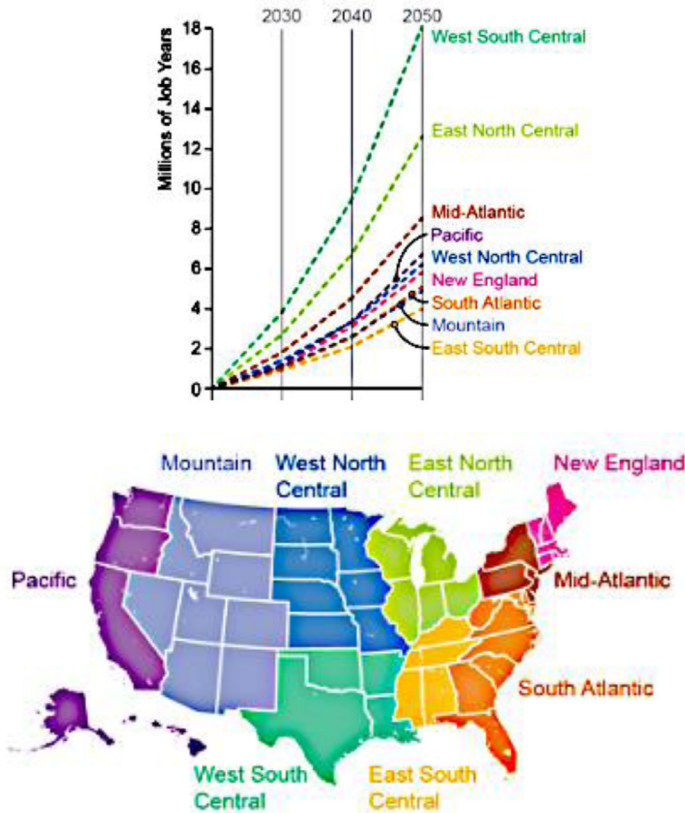 2030 2040 2050
Millions of Job Years
18
16
14
12
10
8
6
4
2
0
West South Central
East North Central
Mid-Atlantic
Pacific
West North Central
New England
South Atlantic
Mountain
East South Central
Mountain
West North
Central
East North
Central
New England
Pacific
Mid-Atlantic
South Atlantic
West South
Central
East South
Central